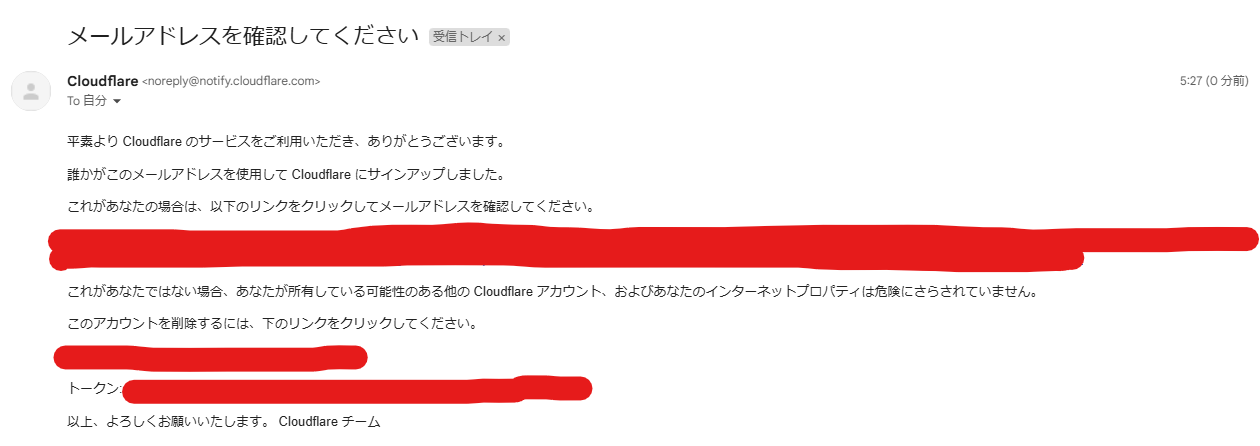 メールアドレスを確認してください 受信トレイ ×
Cloudflare <noreply@notify.cloudflare.com> 5:27 (0 分前)
To 自分
平素より Cloudflare のサービスをご利用いただき、ありがとうございます。
誰かがこのメールアドレスを使用して Cloudflare にサインアップしました。
これがあなたの場合は、以下のリンクをクリックしてメールアドレスを確認してください。
これがあなたではない場合、あなたが所有している可能性のある他の Cloudflare アカウント、およびあなたのインターネットプロパティは危険にさらされていません。
このアカウントを削除するには、下のリンクをクリックしてください。
トークン:
以上、よろしくお願いいたします。 Cloudflare チーム